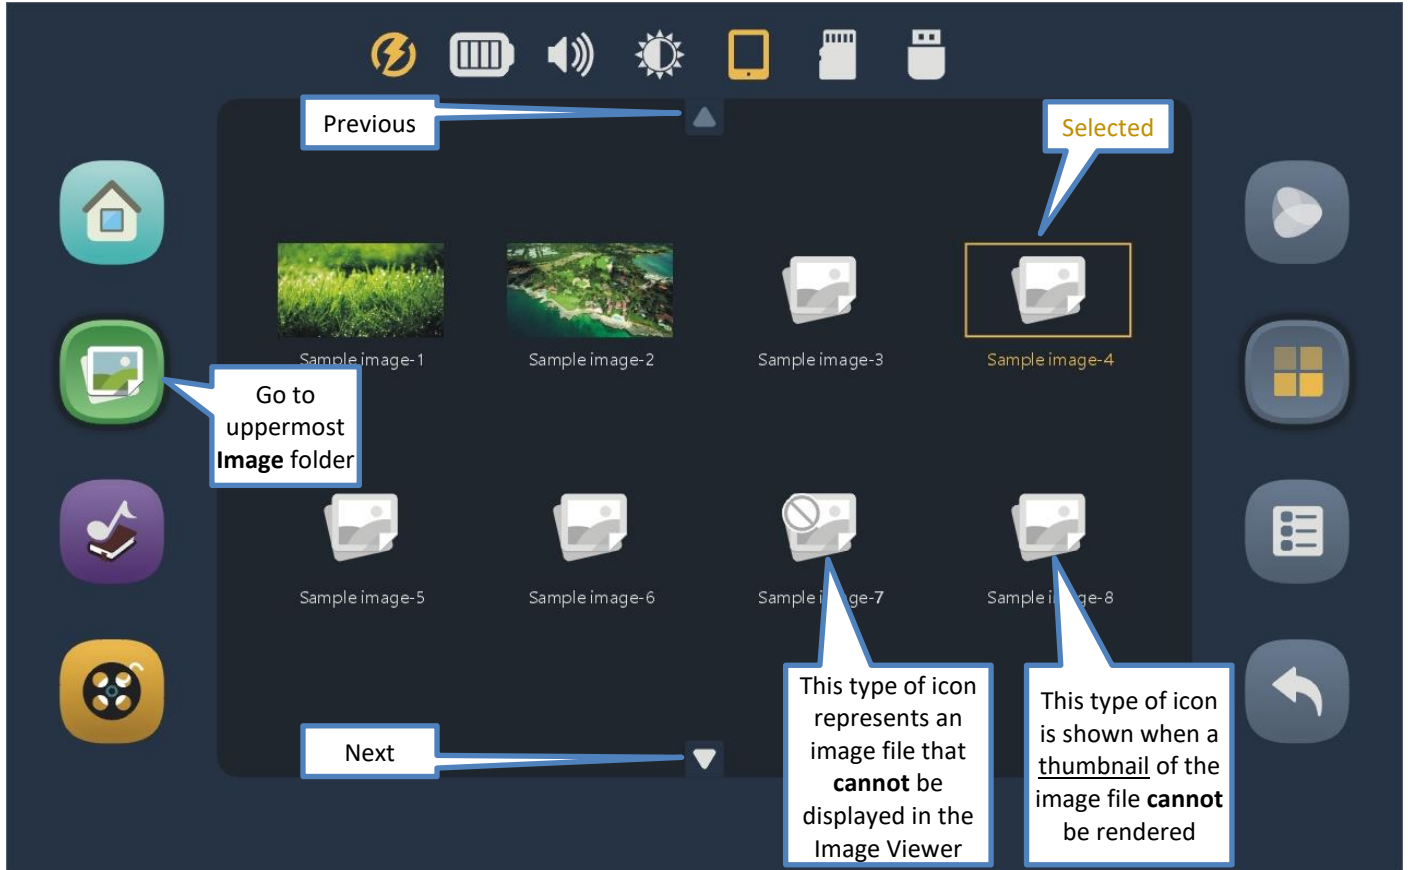 Previous
Selected
Sample image-1
Sample image-2
Sample image-3
Sample image-4
Go to
uppermost
Image folder
Sample image-5
Sample image-6
Sample image-7
Sample image-8
This type of icon
represents an
image file that
cannot be
displayed in the
Image Viewer
This type of icon
is shown when a
thumbnail of the
image file cannot
be rendered
Next